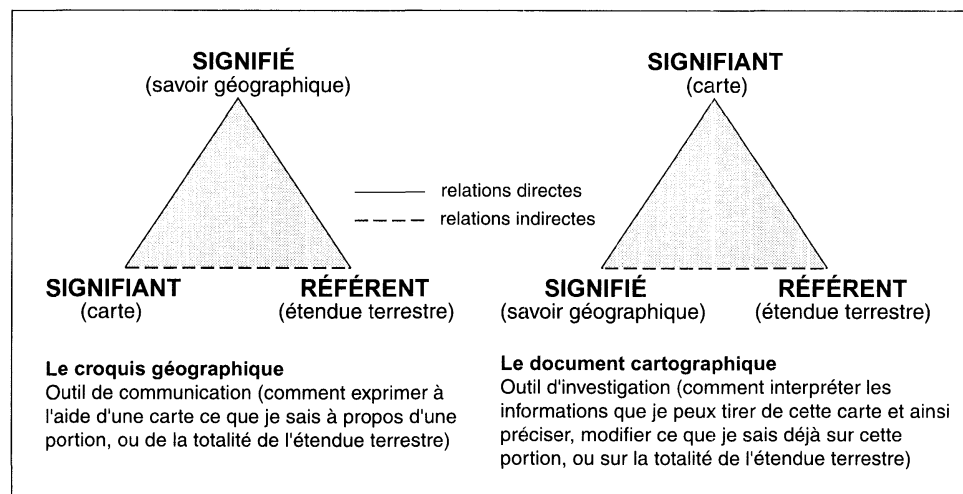 SIGNIFIÉ
(savoir géographique)
SIGNIFIANT
(carte)
RÉFÉRENT
(étendue terrestre)
relations directes
relations indirectes
SIGNIFIANT
(carte)
SIGNIFIÉ
(savoir géographique)
RÉFÉRENT
(étendue terrestre)
Le croquis géographique
Outil de communication (comment exprimer à
l'aide d'une carte ce que je sais à propos d'une
portion, ou de la totalité de l'étendue terrestre)
Le document cartographique
Outil d'investigation (comment interpréter les
informations que je peux tirer de cette carte et ainsi
préciser, modifier ce que je sais déjà sur cette
portion, ou sur la totalité de l'étendue terrestre)